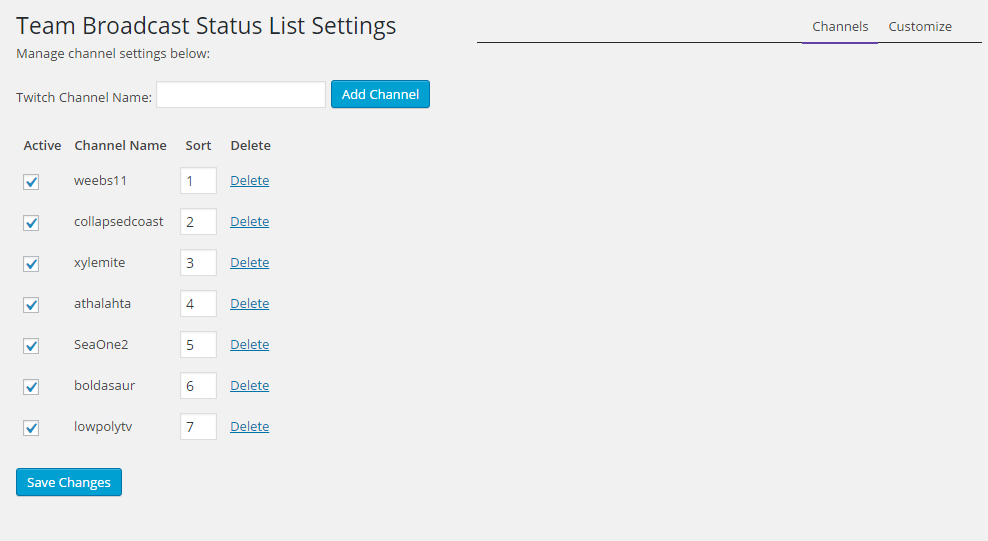 Team Broadcast Status List Settings
Channels Customize
Manage channel settings below:
Twitch Channel Name: Add Channel
Active Channel Name Sort Delete
weebs11 1 Delete
collapsedcoast 2 Delete
xylemite 3 Delete
athalahta 4 Delete
SeaOne2 5 Delete
boldasaur 6 Delete
lowpolytv 7 Delete
Save Changes